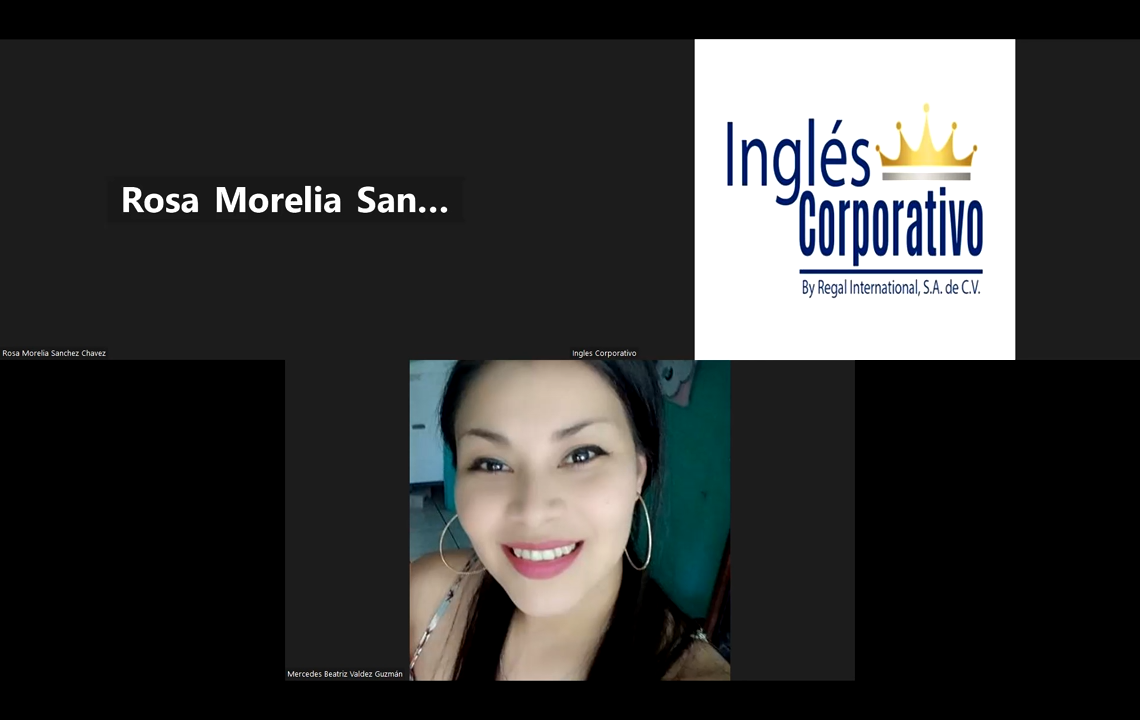 Rosa Morelia San...
Inglés
Corporativo
By Regal International, S.A. de C.V.
Rosa Morelia Sanchez Chavez
Ingles Corporativo
Mercedes Beatriz Valdez Guzmán